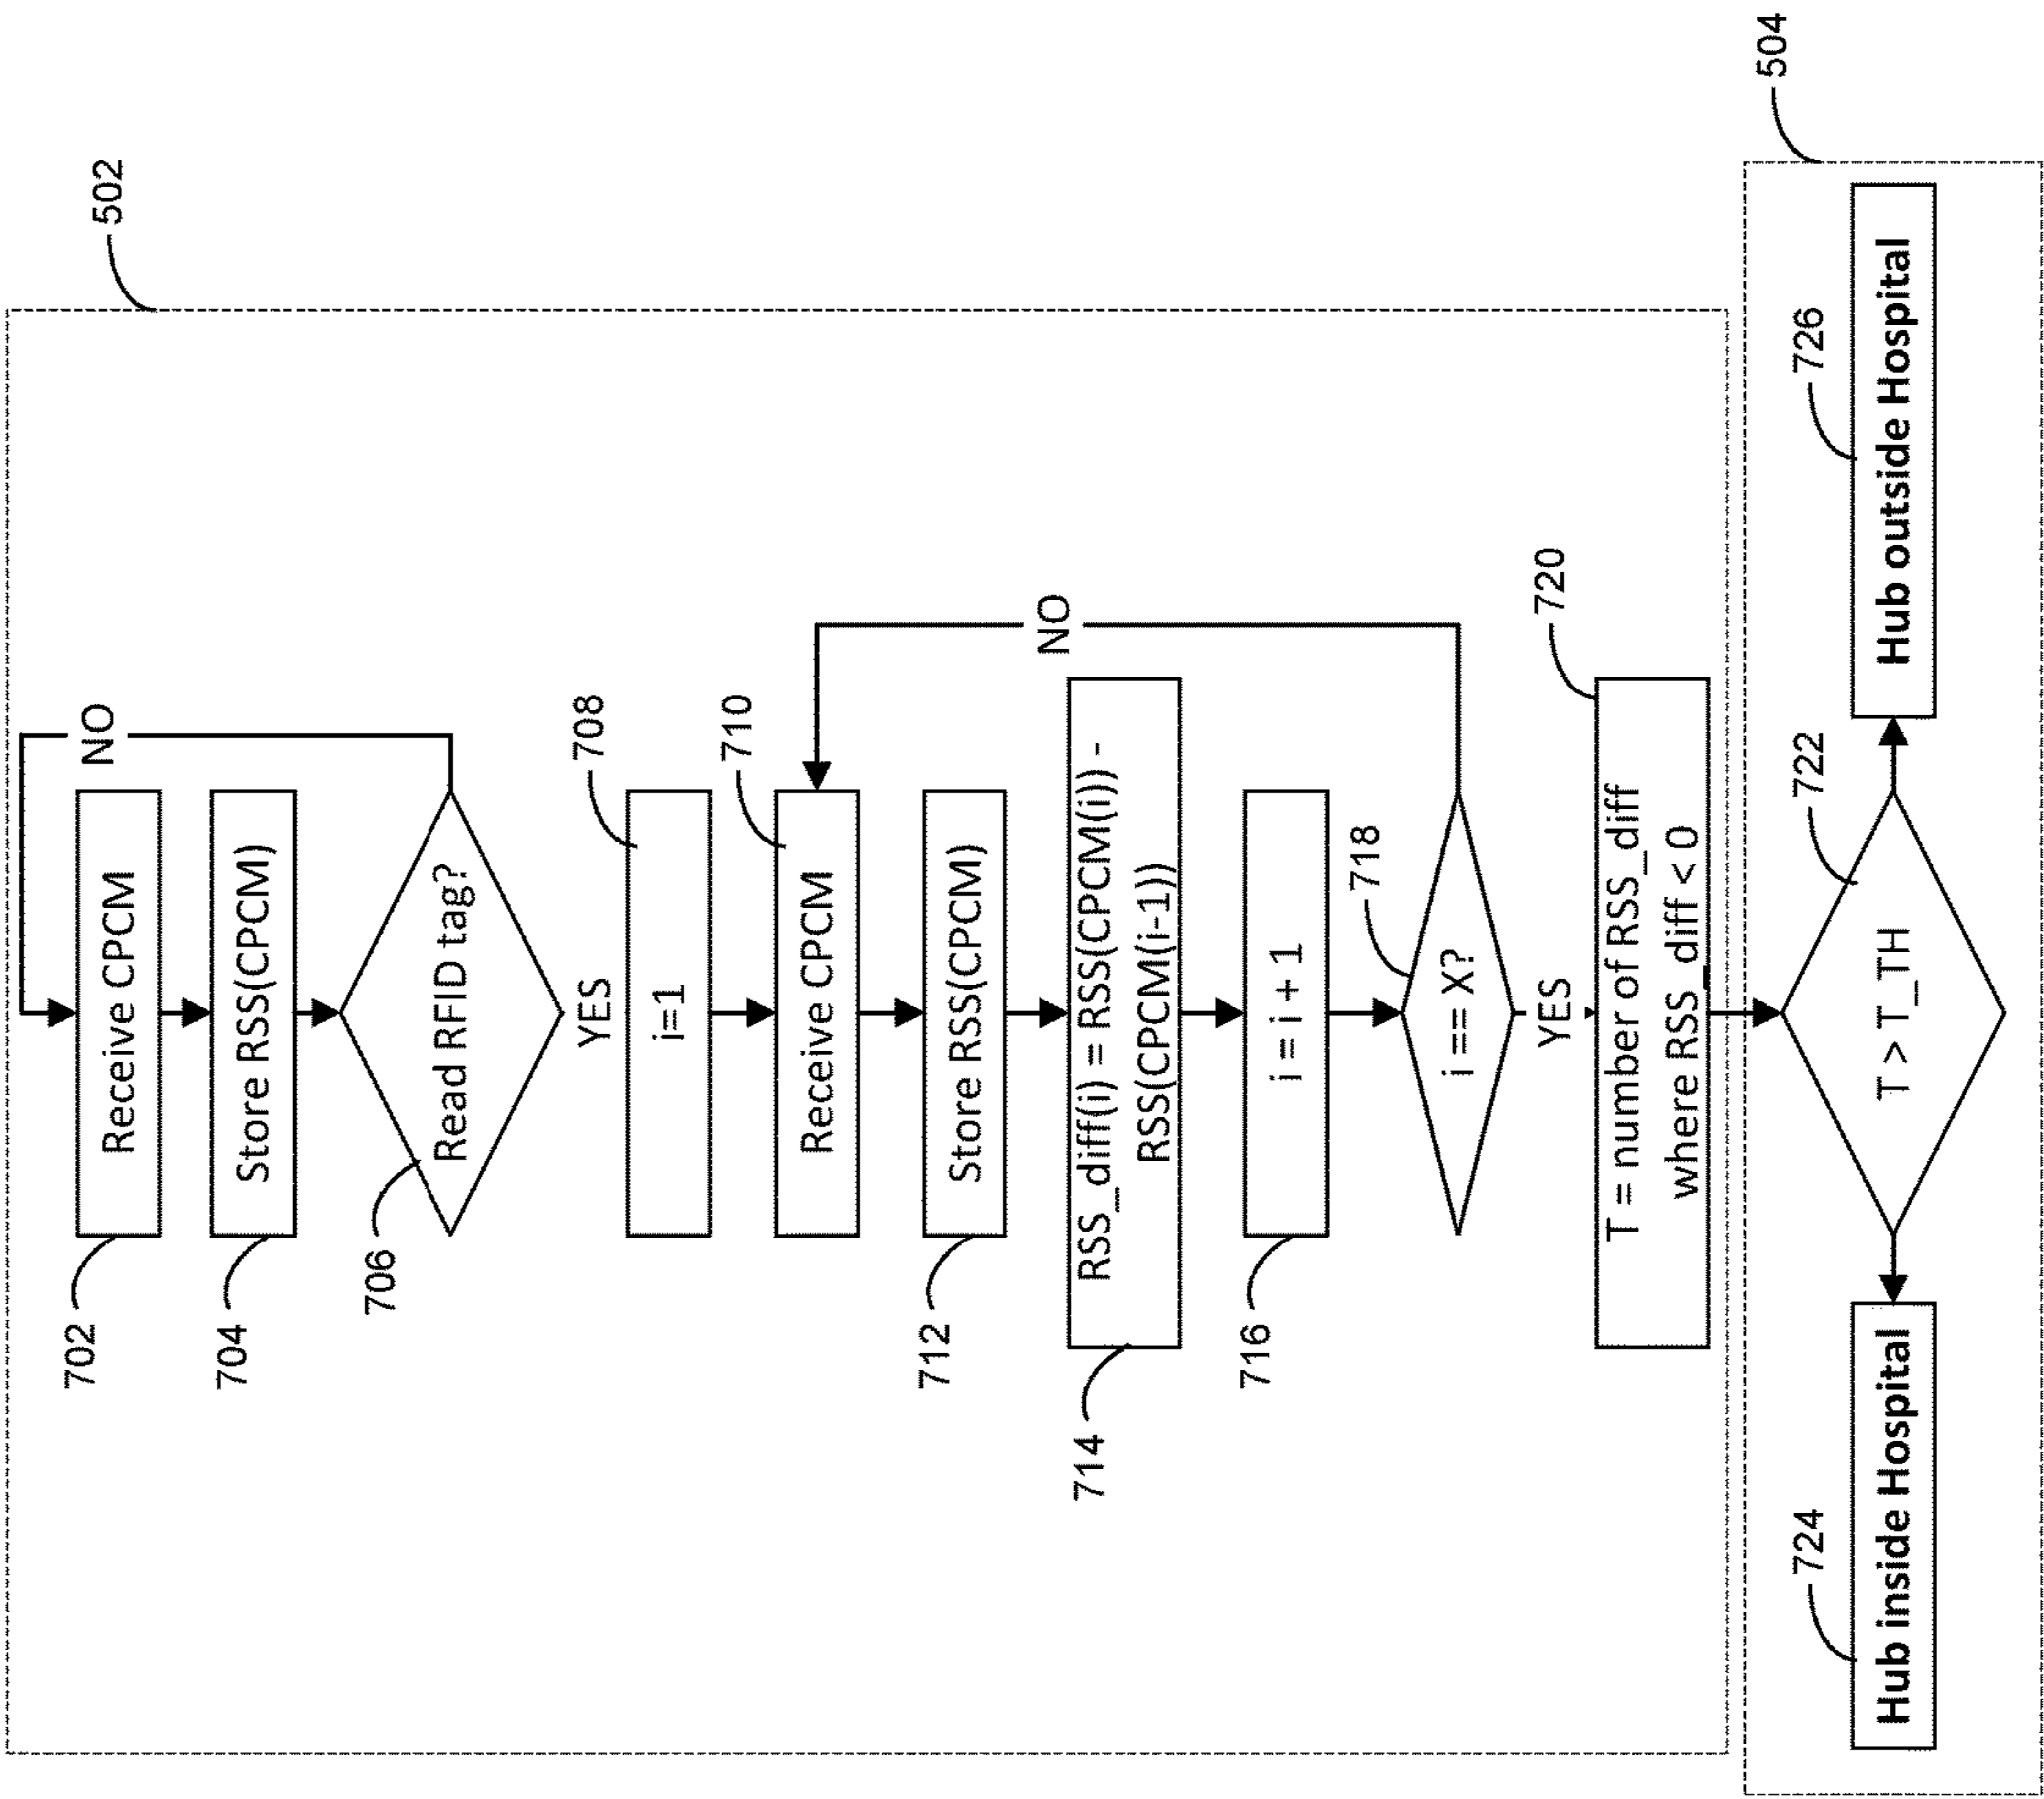 502
NO
Receive CPCM
702
Store RSS(CPCM)
704
Read RFID tag?
706
YES
708
i=1
710
Receive CPCM
Store RSS(CPCM)
712
NO
RSS_diff(i) = RSS(CPCM(i)) -
RSS(CPCM(i-1))
714
i = i + 1
716
718
i == X?
YES
720
T = number of RSS_diff
where RSS_diff < 0
504
722
T > T_TH
724
Hub inside Hospital
726
Hub outside Hospital